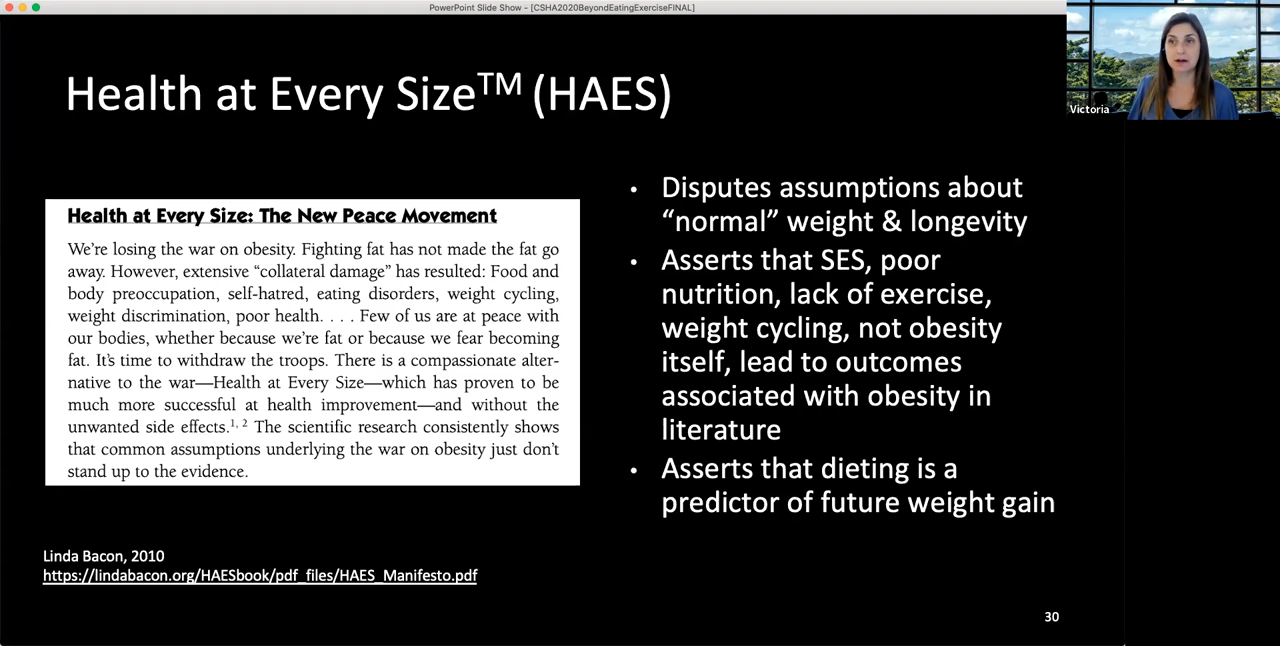 PowerPoint Slide Show - [CSHA2020BeyondEatingExerciseFINAL]
Victoria
Health at Every Size™ (HAES)
Health at Every Size: The New Peace Movement
We're losing the war on obesity. Fighting fat has not made the fat go
away. However, extensive “collateral damage” has resulted: Food and
body preoccupation, self-hatred, eating disorders, weight cycling,
weight discrimination, poor health. . . . Few of us are at peace with
our bodies, whether because we're fat or because we fear becoming
fat. It's time to withdraw the troops. There is a compassionate alter-
native to the war—Health at Every Size—which has proven to be
much more successful at health improvement—and without the
unwanted side effects.1, 2 The scientific research consistently shows
that common assumptions underlying the war on obesity just don't
stand up to the evidence.
Linda Bacon, 2010
https://lindabacon.org/HAESbook/pdf_files/HAES_Manifesto.pdf
• Disputes assumptions about
“normal” weight & longevity
• Asserts that SES, poor
nutrition, lack of exercise,
weight cycling, not obesity
itself, lead to outcomes
associated with obesity in
literature
• Asserts that dieting is a
predictor of future weight gain
30